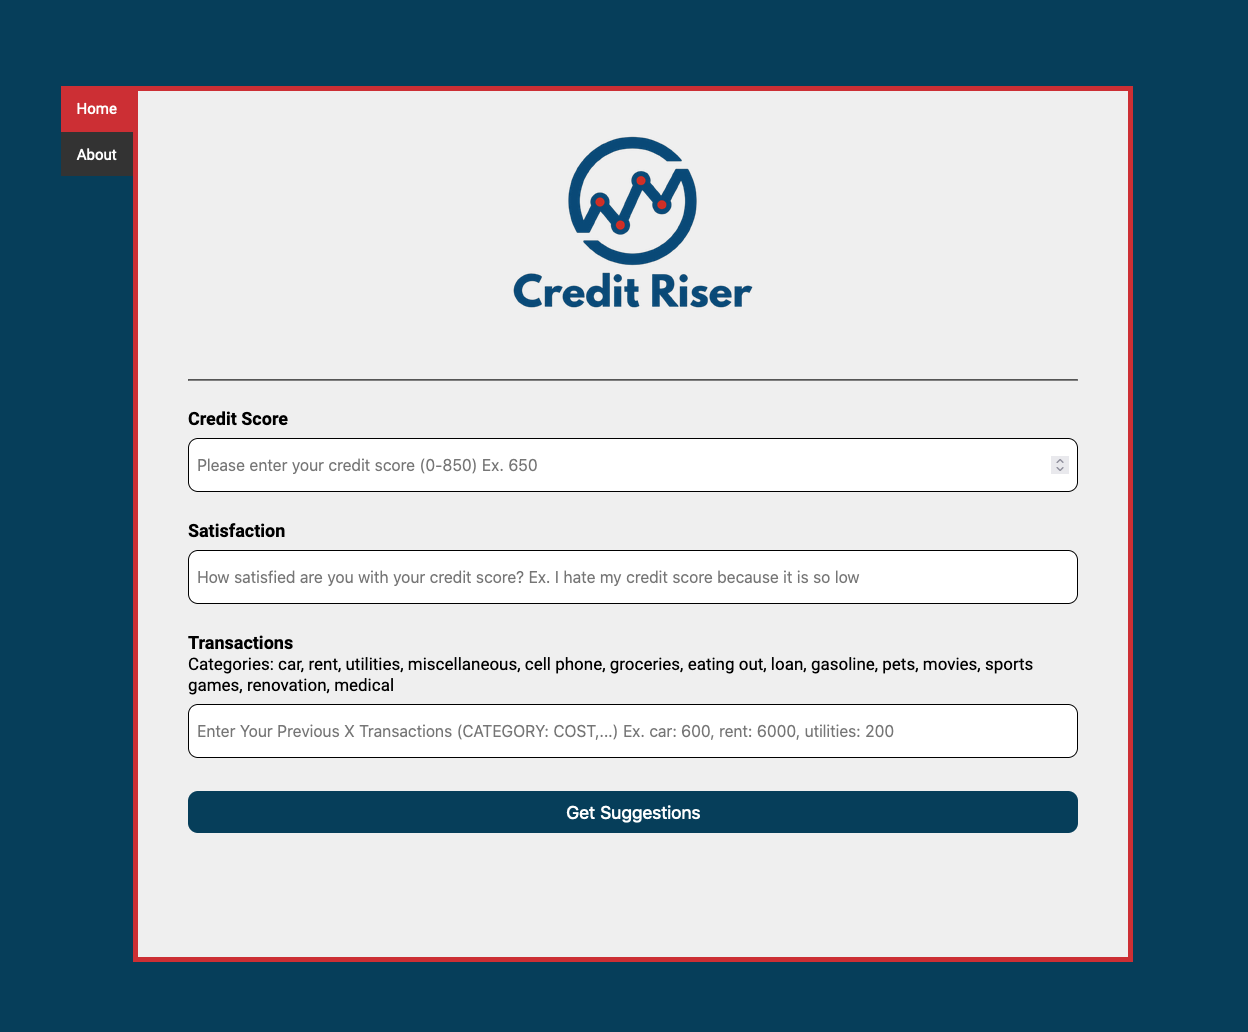 Home
About
Credit Riser
Credit Score
Please enter your credit score (0-850) Ex. 650
Satisfaction
How satisfied are you with your credit score? Ex. I hate my credit score because it is so low
Transactions
Categories: car, rent, utilities, miscellaneous, cell phone, groceries, eating out, loan, gasoline, pets, movies, sports
games, renovation, medical
Enter Your Previous X Transactions (CATEGORY: COST,...) Ex. car: 600, rent: 6000, utilities: 200
Get Suggestions